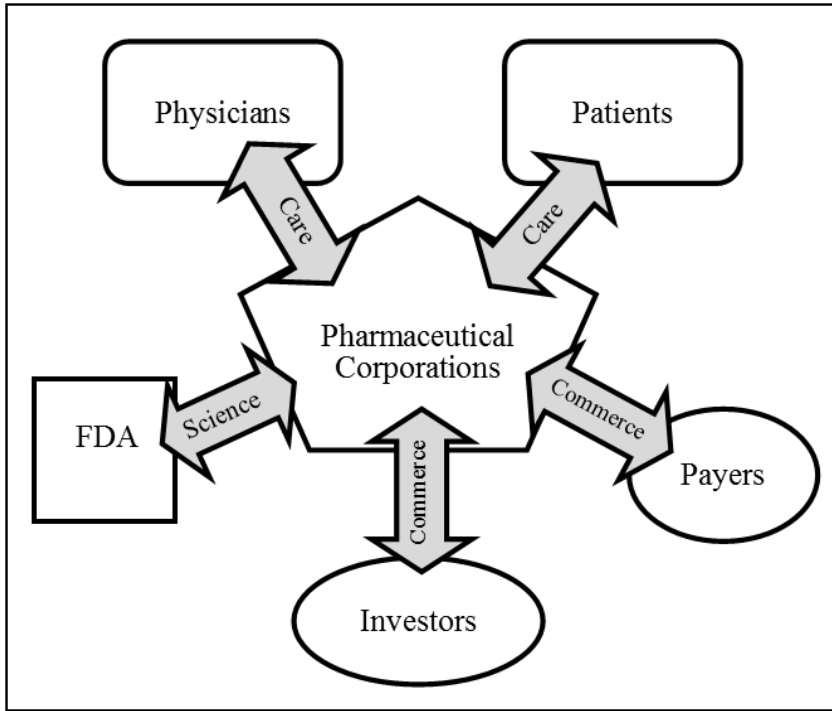 Physicians
Patients
Care
Care
Pharmaceutical
Corporations
FDA
Science
Commerce
Commerce
Payers
Investors